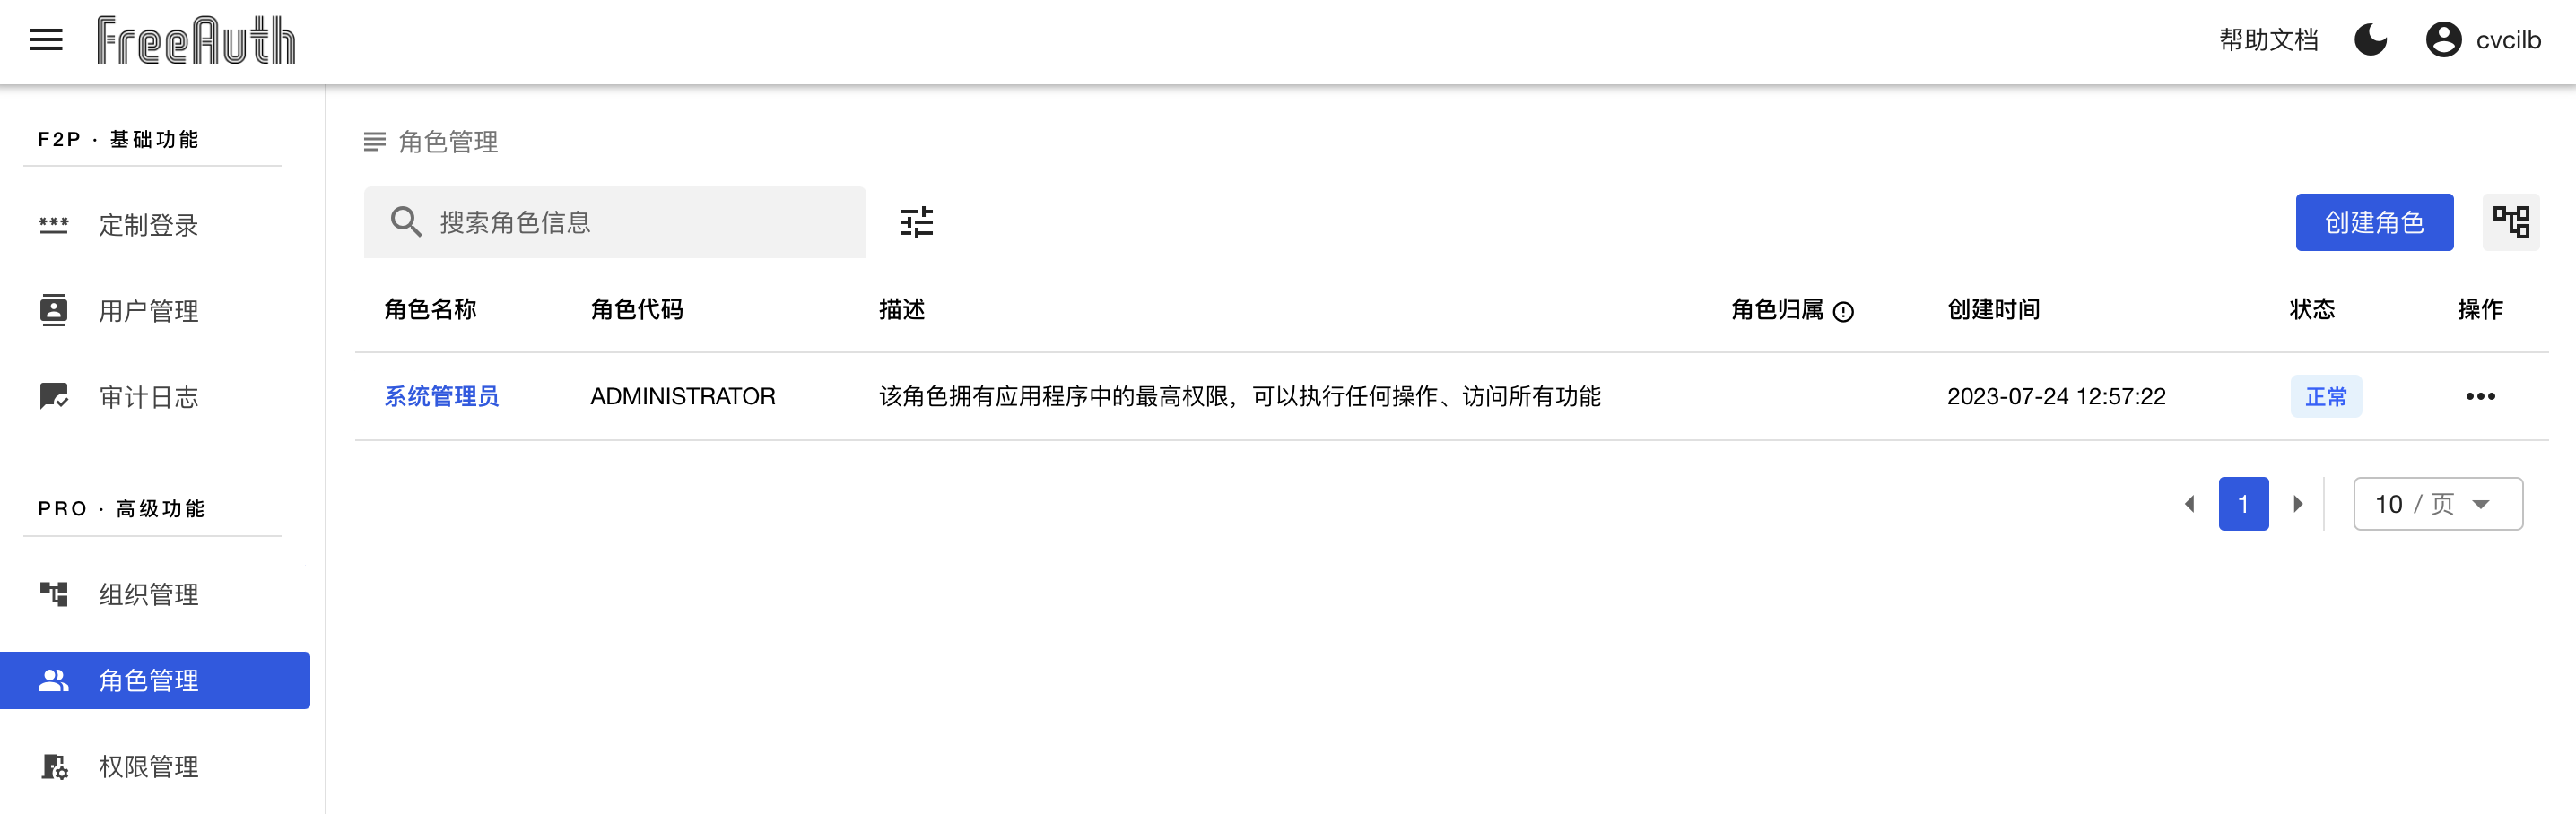 FreeAuth
帮助文档
cvcilb
F2P · 基础功能
定制登录
用户管理
审计日志
PRO · 高级功能
组织管理
角色管理
权限管理
角色管理
搜索角色信息
创建角色
角色名称 角色代码 描述 角色归属 创建时间 状态 操作
系统管理员 ADMINISTRATOR 该角色拥有应用程序中的最高权限，可以执行任何操作、访问所有功能 2023-07-24 12:57:22 正常
1
10 / 页